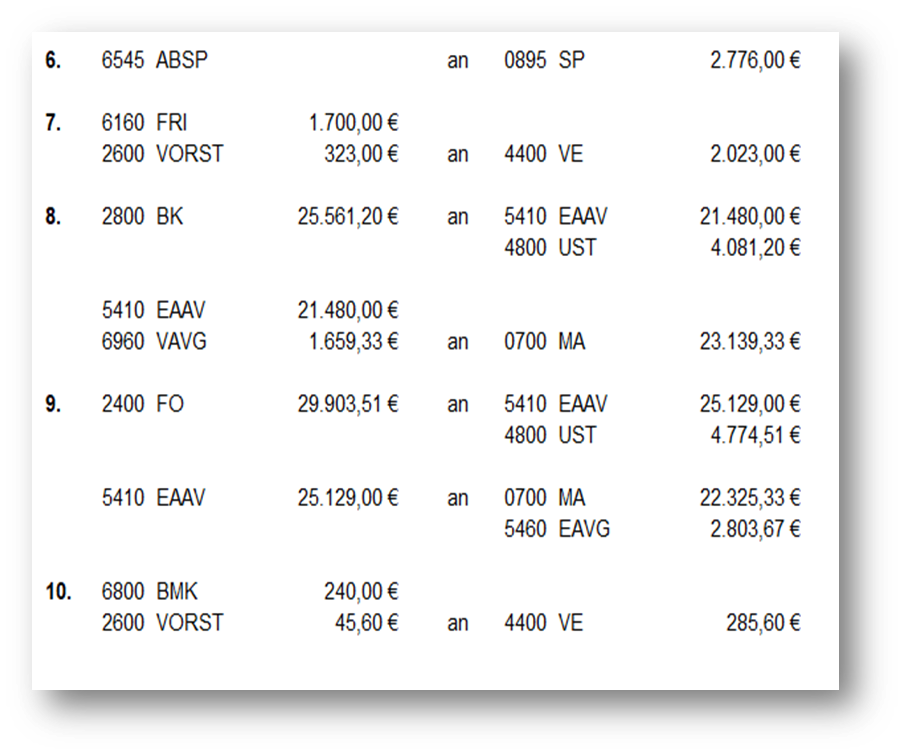 6. 6545 ABSP an 0895 SP 2.776,00 €
7. 6160 FRI 1.700,00 €
2600 VORST 323,00 € an 4400 VE 2.023,00 €
8. 2800 BK 25.561,20 € an 5410 EAAV 21.480,00 €
4800 UST 4.081,20 €
5410 EAAV 21.480,00 €
6960 VAVG 1.659,33 € an 0700 MA 23.139,33 €
9. 2400 FO 29.903,51 € an 5410 EAAV 25.129,00 €
4800 UST 4.774,51 €
5410 EAAV 25.129,00 € an 0700 MA 22.325,33 €
5460 EAVG 2.803,67 €
10. 6800 BMK 240,00 €
2600 VORST 45,60 € an 4400 VE 285,60 €